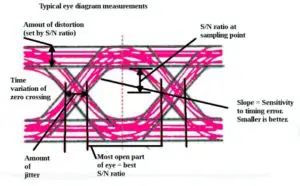 Typical eye diagram measurements
Amount of distortion
(set by S/N ratio)
S/N ratio at
sampling point
Time
variation of
zero crossing
Slope = Sensitivity
to timing error.
Smaller is better.
Amount
of
jitter
Most open part
of eye = best
S/N ratio